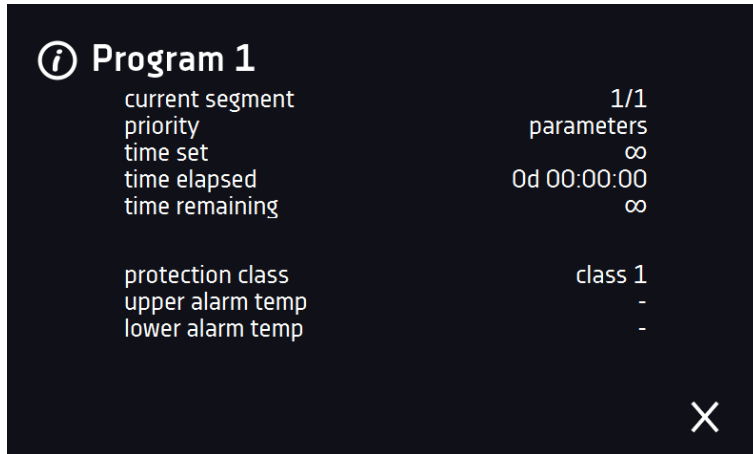 Program 1
current segment 1/1
priority parameters
time set ∞
time elapsed 0d 00:00:00
time remaining ∞
protection class class 1
upper alarm temp -
lower alarm temp -